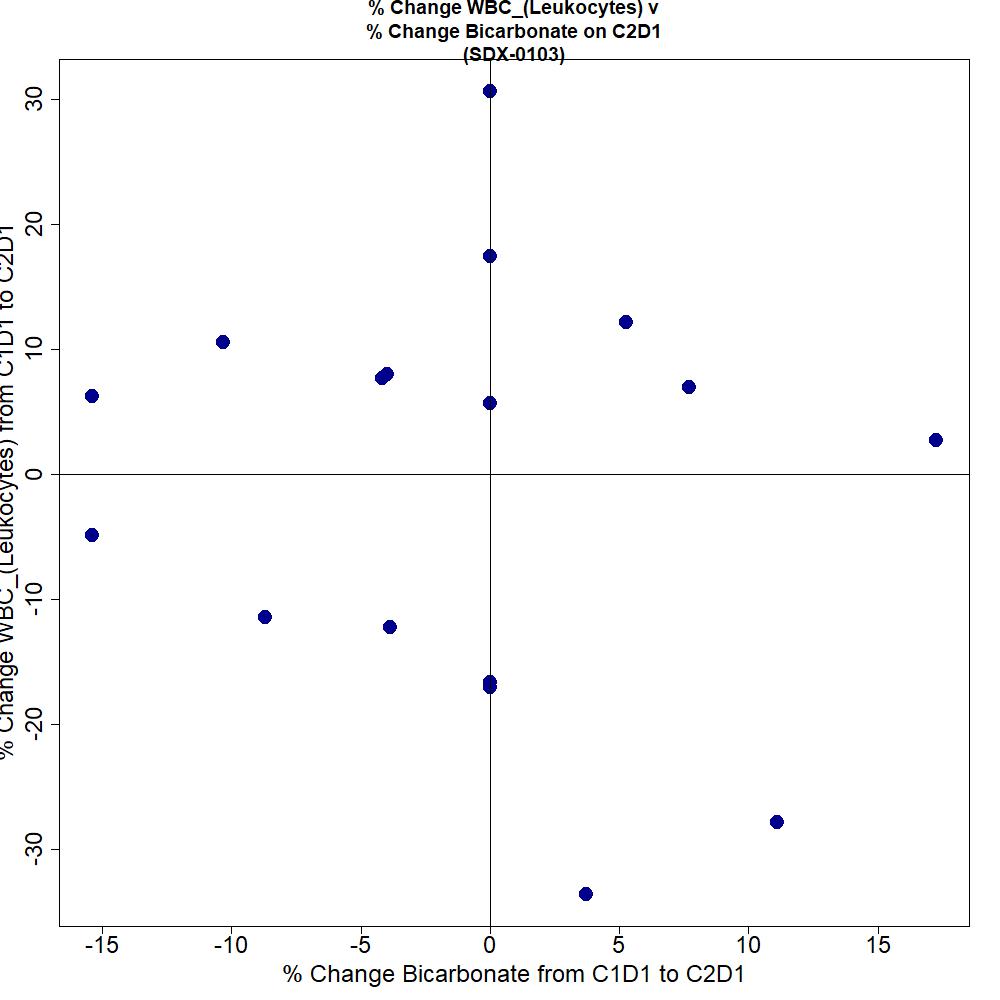 % Change WBC_(Leukocytes) v
% Change Bicarbonate on C2D1
(SDX-0103)
% Change WBC_(Leukocytes) from C1D1 to C2D1
30
20
10
0
-10
-20
-30
-15
-10
-5
0
5
10
15
% Change Bicarbonate from C1D1 to C2D1